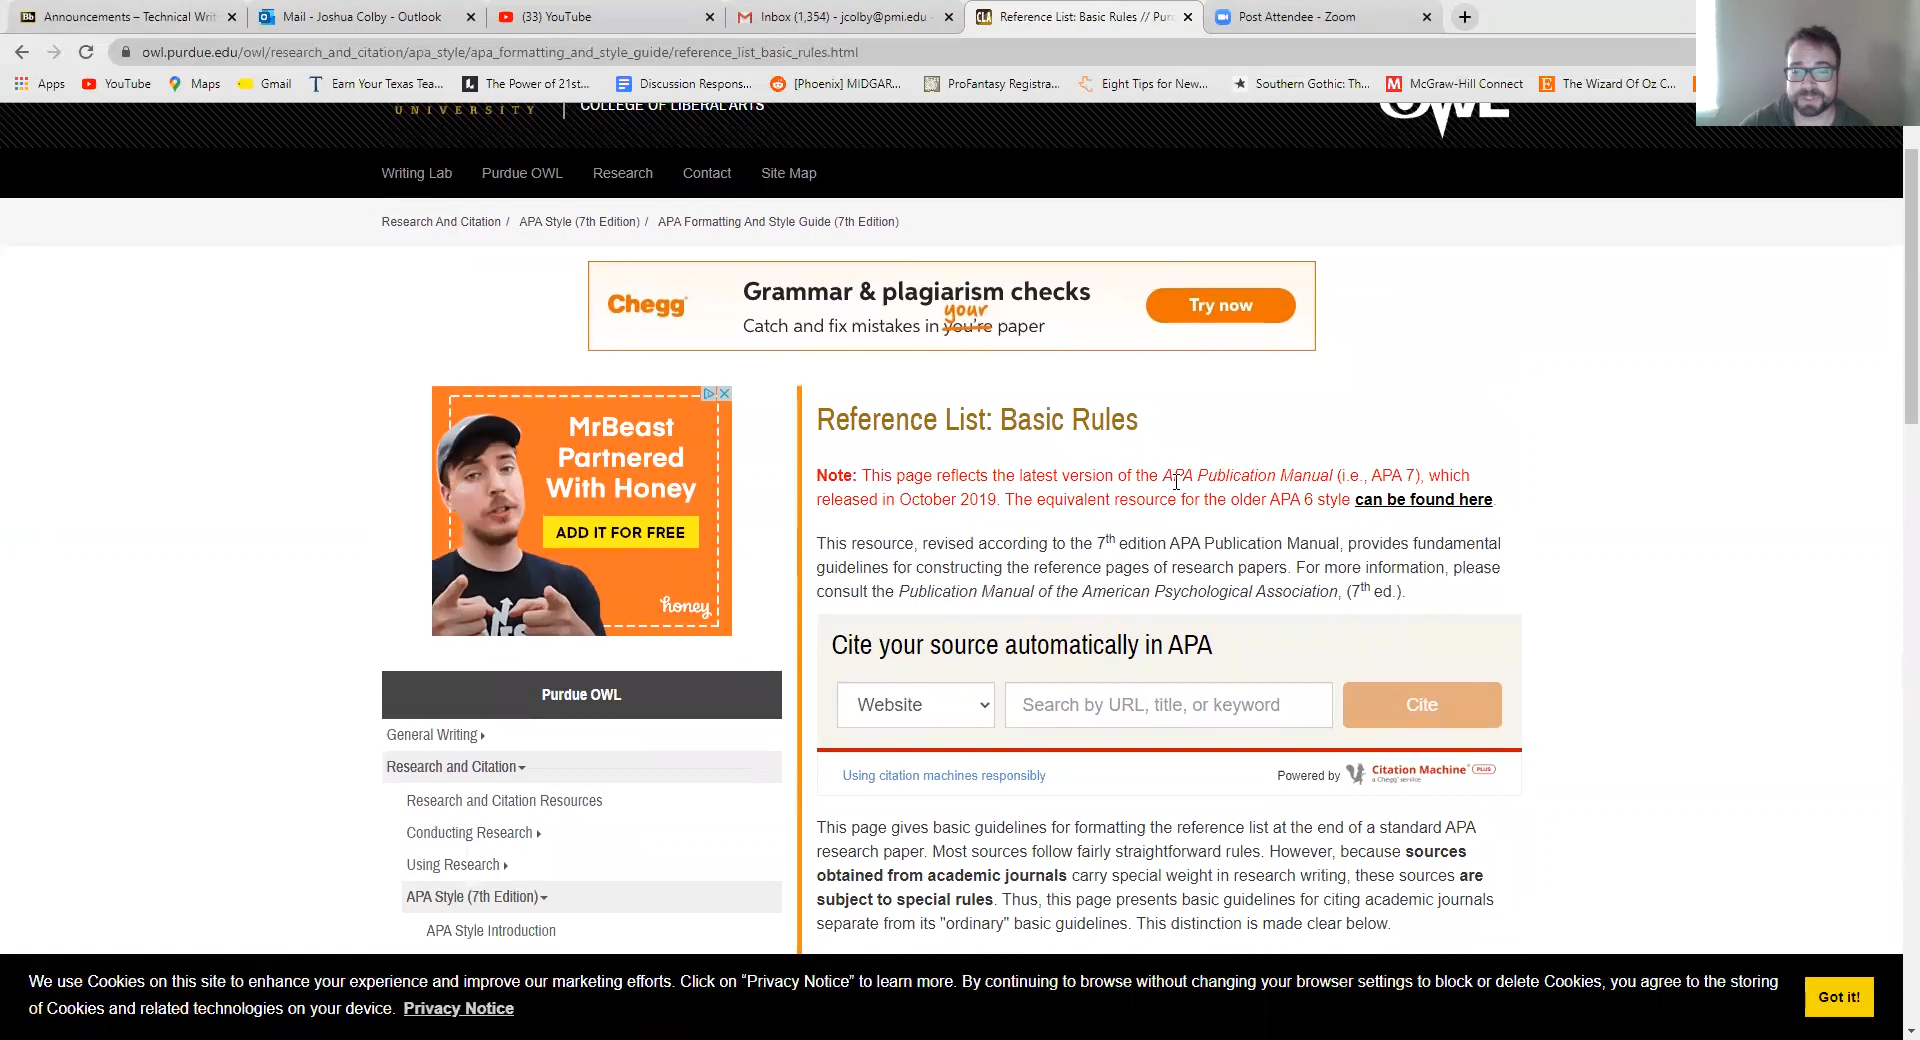 Announcements – Technical Writ
Mail - Joshua Colby - Outlook
(33) YouTube
Inbox (1,354) - jcolby@pmi.edu -
Reference List: Basic Rules // Pur
Post Attendee - Zoom
owl.purdue.edu/owl/research_and_citation/apa_style/apa_formatting_and_style_guide/reference_list_basic_rules.html
Apps
YouTube
Maps
Gmail
Earn Your Texas Tea...
The Power of 21st...
Discussion Respons...
[Phoenix] MIDGAR...
ProFantasy Registra...
Eight Tips for New...
Southern Gothic: Th...
McGraw-Hill Connect
The Wizard Of Oz C...
UNIVERSITY
COLLEGE OF LIBERAL ARTS
OWL
Writing Lab
Purdue OWL
Research
Contact
Site Map
Research And Citation /
APA Style (7th Edition) /
APA Formatting And Style Guide (7th Edition)
Chegg
Grammar & plagiarism checks
your
Catch and fix mistakes in you're paper
Try now
MrBeast
Partnered
With Honey
ADD IT FOR FREE
honey
Reference List: Basic Rules
Note: This page reflects the latest version of the APA Publication Manual (i.e., APA 7), which
released in October 2019. The equivalent resource for the older APA 6 style can be found here.
This resource, revised according to the 7th edition APA Publication Manual, provides fundamental
guidelines for constructing the reference pages of research papers. For more information, please
consult the Publication Manual of the American Psychological Association, (7th ed.).
Cite your source automatically in APA
Website
Search by URL, title, or keyword
Cite
Using citation machines responsibly
Powered by
Citation Machine PLUS
a Chegg service
This page gives basic guidelines for formatting the reference list at the end of a standard APA
research paper. Most sources follow fairly straightforward rules. However, because sources
obtained from academic journals carry special weight in research writing, these sources are
subject to special rules. Thus, this page presents basic guidelines for citing academic journals
separate from its "ordinary" basic guidelines. This distinction is made clear below.
Purdue OWL
General Writing
Research and Citation
Research and Citation Resources
Conducting Research
Using Research
APA Style (7th Edition)
APA Style Introduction
We use Cookies on this site to enhance your experience and improve our marketing efforts. Click on “Privacy Notice” to learn more. By continuing to browse without changing your browser settings to block or delete Cookies, you agree to the storing
of Cookies and related technologies on your device. Privacy Notice
Got it!